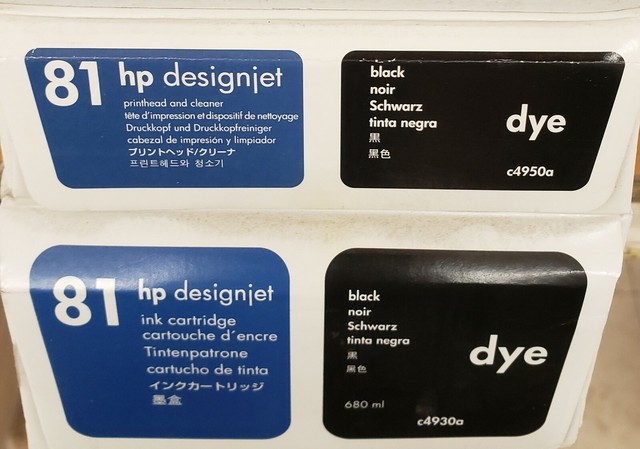 81 hp designjet
printhead and cleaner
tête d'impression et dispositif de nettoyage
Druckkopf und Druckkopfreiniger
cabezal de impresión y limpiador
プリントヘッド/クリーナ
프린트헤드와 청소기
black
noir
Schwarz
tinta negra
黑
黑色
dye
c4950a
81 hp designjet
ink cartridge
cartouche d´encre
Tintenpatrone
cartucho de tinta
インクカートリッジ
墨盒
black
noir
Schwarz
tinta negra
黑
黑色
dye
680 ml
c4930a